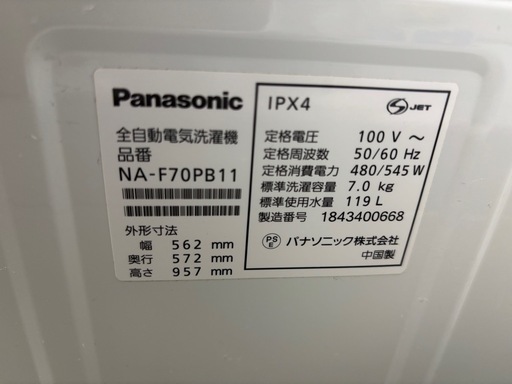 Panasonic
全自動電気洗濯機
品番
NA-F70PB11
外形寸法
幅 562 mm
奥行 572 mm
高さ 957 mm
IPX4
S JET
定格電圧 100 V ～
定格周波数 50/60 Hz
定格消費電力 480/545 W
標準洗濯容量 7.0 kg
標準使用水量 119 L
製造番号 1843400668
PS E パナソニック株式会社
中国製